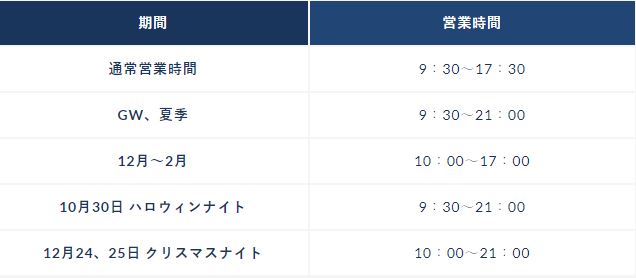 期間 営業時間
通常営業時間 9：30～17：30
GW、夏季 9：30～21：00
12月～2月 10：00～17：00
10月30日 ハロウィンナイト 9：30～21：00
12月24、25日 クリスマスナイト 10：00～21：00